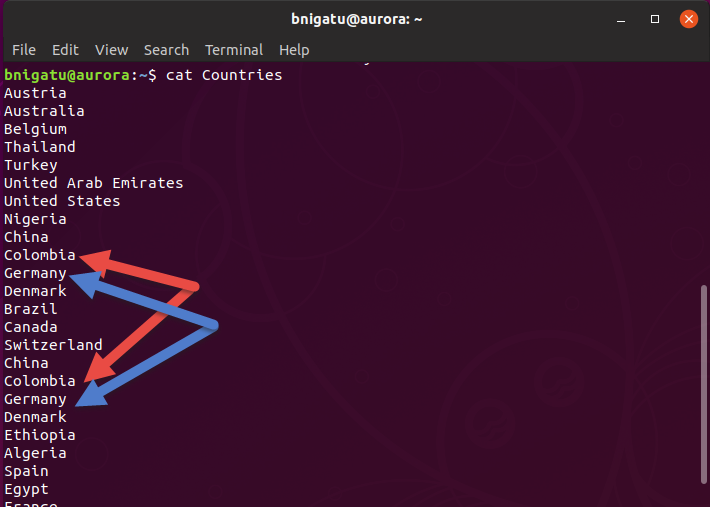 bnigatu@aurora: ~
File Edit View Search Terminal Help
bnigatu@aurora:~$ cat Countries
Austria
Australia
Belgium
Thailand
Turkey
United Arab Emirates
United States
Nigeria
China
Colombia
Germany
Denmark
Brazil
Canada
Switzerland
China
Colombia
Germany
Denmark
Ethiopia
Algeria
Spain
Egypt
France